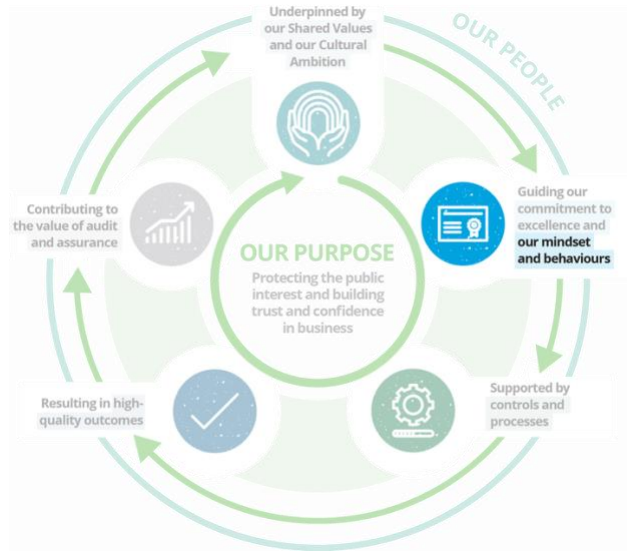 Underpinned by
our Shared Values
and our Cultural
Ambition
OUR PEOPLE
Guiding our
commitment to
excellence and
our mindset
and behaviours
Supported by
controls and
processes
Resulting in high-
quality outcomes
Contributing to
the value of audit
and assurance
OUR PURPOSE
Protecting the public
interest and building
trust and confidence
in business